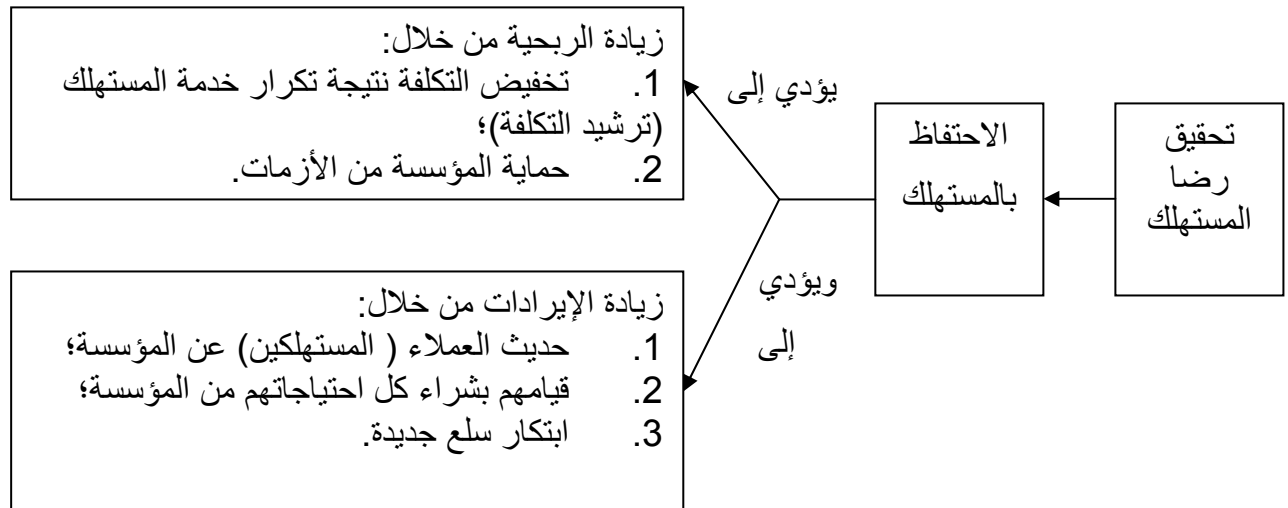 تحقيق
رضا
المستهلك
الاحتفاظ
بالمستهلك
يؤدي إلى
زيادة الربحية من خلال:
1. تخفيض التكلفة نتيجة تكرار خدمة المستهلك
(ترشيد التكلفة)؛
2. حماية المؤسسة من الأزمات.
ويؤدي
إلى
زيادة الإيرادات من خلال:
1. حديث العملاء ( المستهلكين) عن المؤسسة؛
2. قيامهم بشراء كل احتياجاتهم من المؤسسة؛
3. ابتكار سلع جديدة.